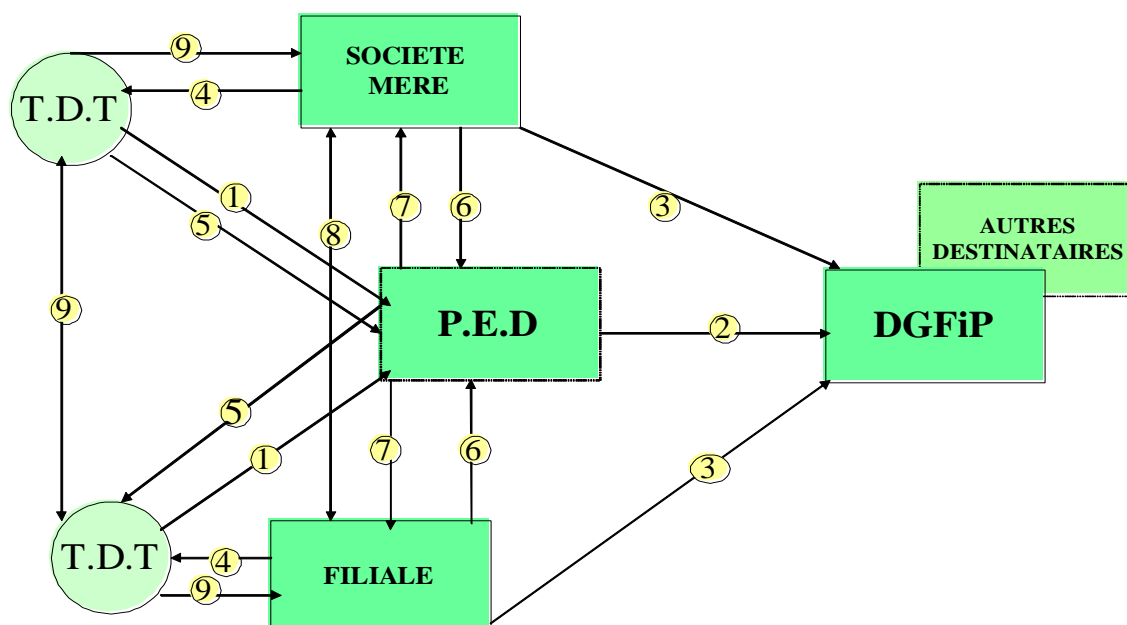 9
SOCIETE
MERE
4
T.D.T
1
5
7
6
3
8
AUTRES
DESTINATAIRES
9
P.E.D
2
DGFiP
5
1
7
6
3
T.D.T
4
FILIALE
9